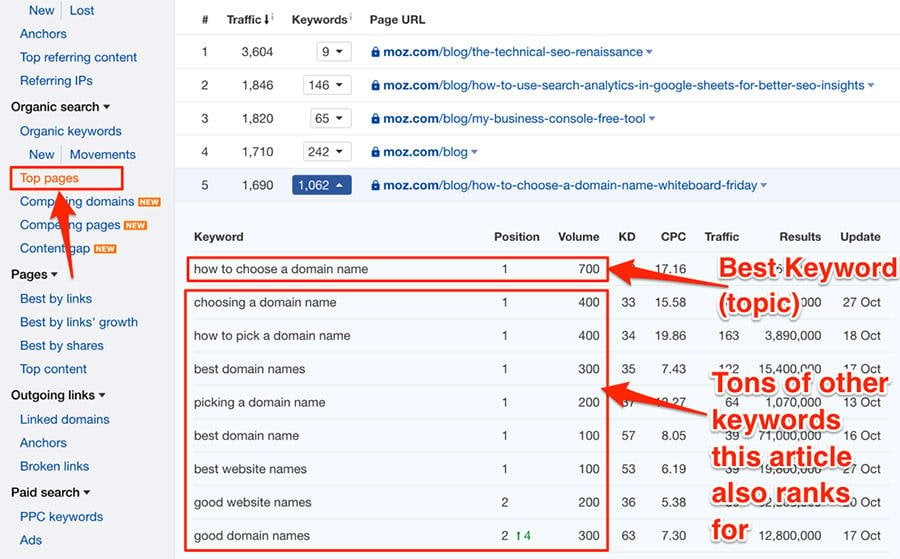 New Lost
Anchors
Top referring content
Referring IPs
Organic search
Organic keywords
New Movements
Top pages
Competing domains NEW
Competing pages NEW
Content gap NEW
Pages
Best by links
Best by links' growth
Best by shares
Top content
Outgoing links
Linked domains
Anchors
Broken links
Paid search
PPC keywords
Ads
# Traffic Keywords Page URL
1 3,604 9 moz.com/blog/the-technical-seo-renaissance
2 1,846 146 moz.com/blog/how-to-use-search-analytics-in-google-sheets-for-better-seo-insights
3 1,820 65 moz.com/blog/my-business-console-free-tool
4 1,710 242 moz.com/blog
5 1,690 1,062 moz.com/blog/how-to-choose-a-domain-name-whiteboard-friday
Keyword Position Volume KD CPC Traffic Results Update
how to choose a domain name 1 700 17.16
choosing a domain name 1 400 33 15.58 27 Oct
how to pick a domain name 1 400 34 19.86 163 3,890,000 18 Oct
best domain names 1 300 35 7.43 15,400,000 17 Oct
picking a domain name 1 200 64 1,070,000 13 Oct
best domain name 1 100 57 8.05 39 71,000,000 16 Oct
best website names 1 100 53 6.19 27 Oct
good website names 2 200 36 5.38
good domain names 2 ↑4 300 63 7.30 12,800,000 17 Oct
Best Keyword
(topic)
Tons of other
keywords
this article
also ranks
for